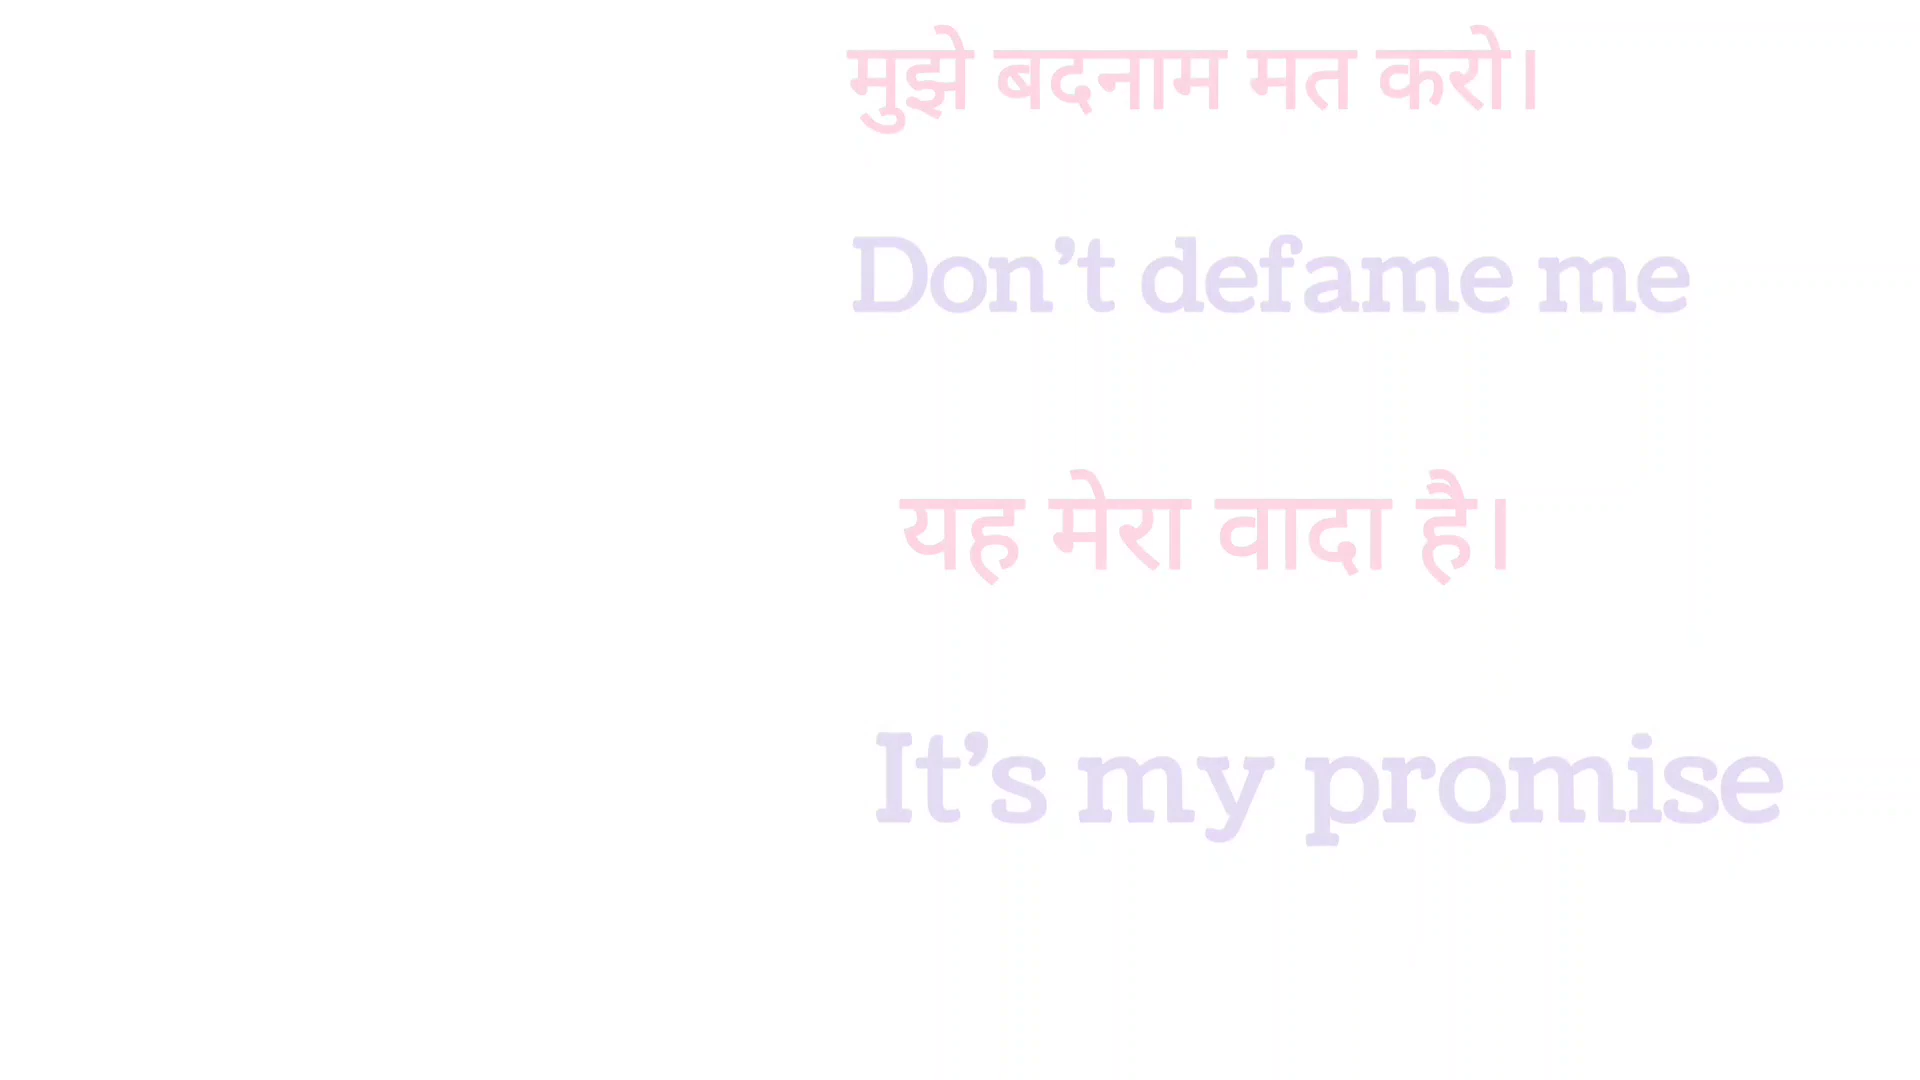 मुझे बदनाम मत करो।
Don’t defame me
यह मेरा वादा है।
It’s my promise